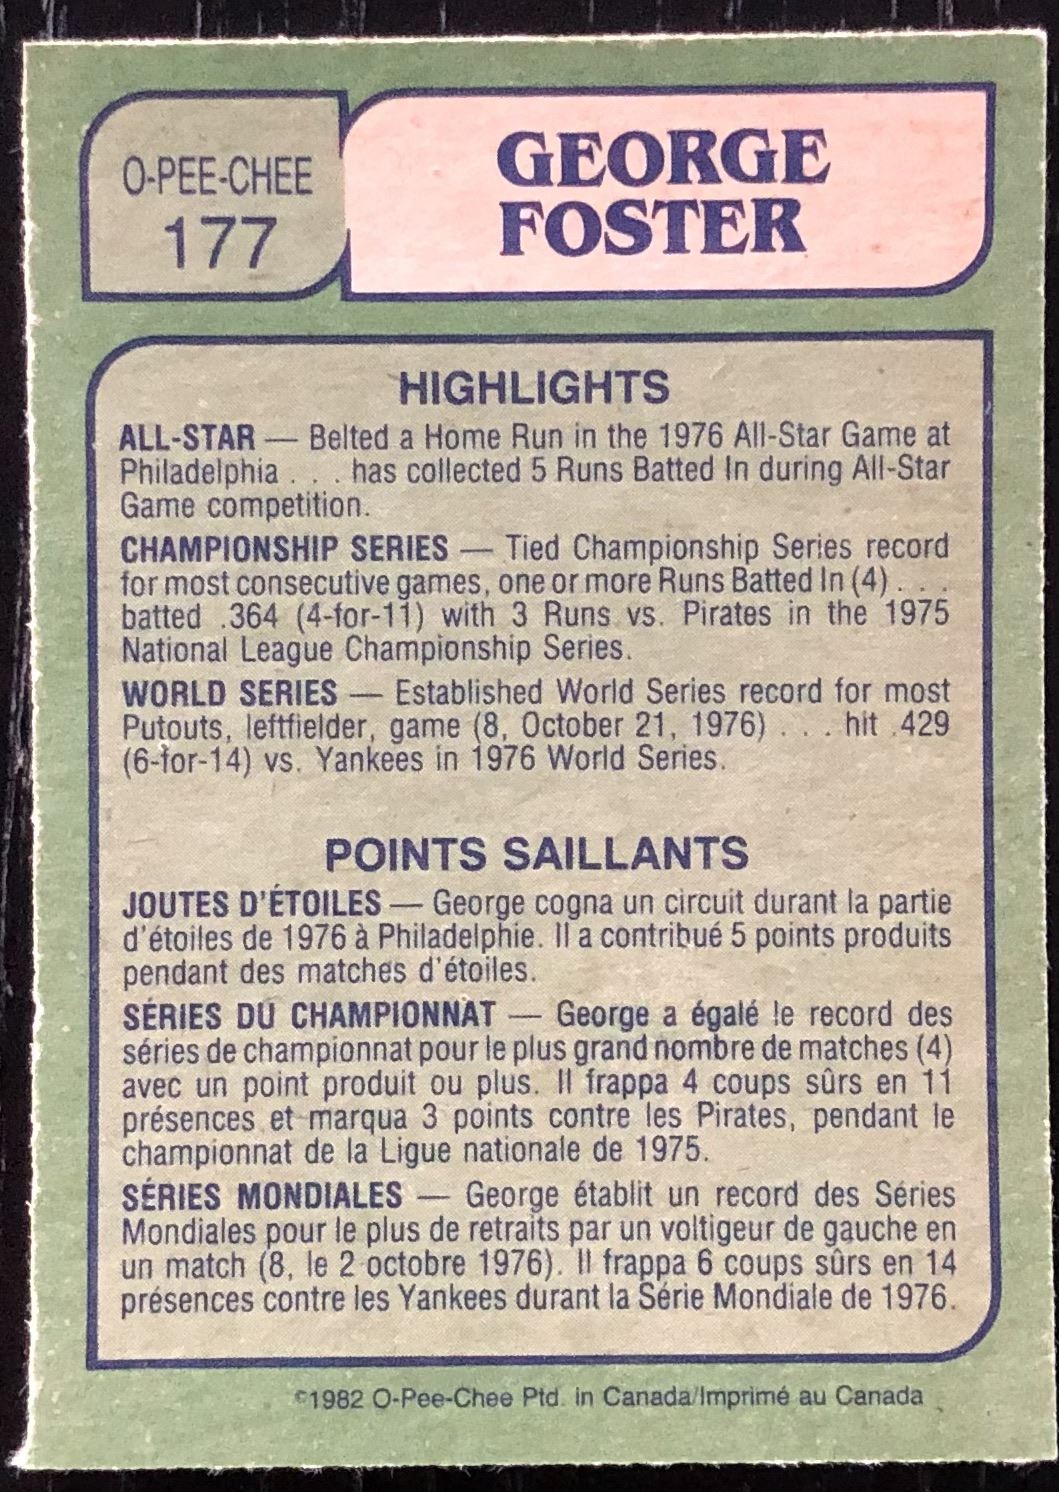 O-PEE-CHEE
177
GEORGE
FOSTER
HIGHLIGHTS
ALL-STAR — Belted a Home Run in the 1976 All-Star Game at
Philadelphia . . . has collected 5 Runs Batted In during All-Star
Game competition.
CHAMPIONSHIP SERIES — Tied Championship Series record
for most consecutive games, one or more Runs Batted In (4) . . .
batted .364 (4-for-11) with 3 Runs vs. Pirates in the 1975
National League Championship Series.
WORLD SERIES — Established World Series record for most
Putouts, leftfielder, game (8, October 21, 1976) . . . hit .429
(6-for-14) vs. Yankees in 1976 World Series.
POINTS SAILLANTS
JOUTES D'ÉTOILES — George cogna un circuit durant la partie
d'étoiles de 1976 à Philadelphie. Il a contribué 5 points produits
pendant des matches d'étoiles.
SÉRIES DU CHAMPIONNAT — George a égalé le record des
séries de championnat pour le plus grand nombre de matches (4)
avec un point produit ou plus. Il frappa 4 coups sûrs en 11
présences et marqua 3 points contre les Pirates, pendant le
championnat de la Ligue nationale de 1975.
SÉRIES MONDIALES — George établit un record des Séries
Mondiales pour le plus de retraits par un voltigeur de gauche en
un match (8, le 2 octobre 1976). Il frappa 6 coups sûrs en 14
présences contre les Yankees durant la Série Mondiale de 1976.
©1982 O-Pee-Chee Ptd. in Canada/Imprimé au Canada